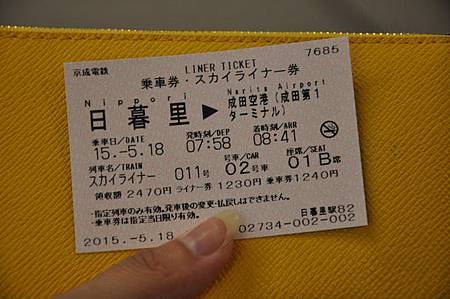 7685
京成電鉄 LINER TICKET
乗車券・スカイライナー券
Nippori Narita Airport
日暮里 ▶ 成田空港(成田第1
ターミナル)
乗車日/DATE 発時刻/DEP 着時刻/ARR
15.-5.18 07:58 08:41
列車名/TRAIN 号車/CAR 座席/SEAT
スカイライナー 011号 02号車 01B席
領収額 2470円 ライナー券 1230円 乗車券 1240円
・指定列車のみ有効。発車後の変更・払戻しはできません。
・乗車券は指定当日限り有効。
日暮里駅82
2015.-5.18 02734-002-002